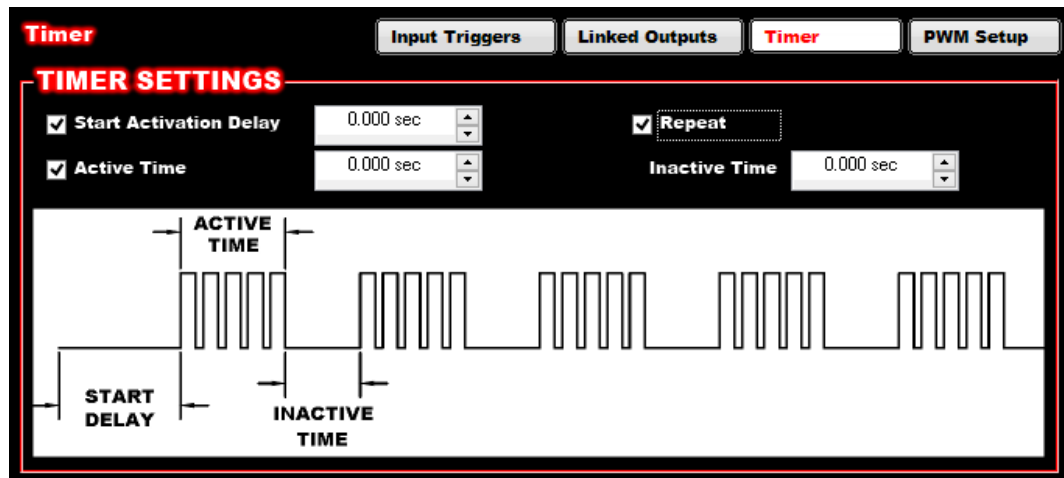 Timer
Input Triggers
Linked Outputs
Timer
PWM Setup
TIMER SETTINGS
Start Activation Delay
0.000 sec
Repeat
Active Time
0.000 sec
Inactive Time
0.000 sec
ACTIVE
TIME
START
DELAY
INACTIVE
TIME